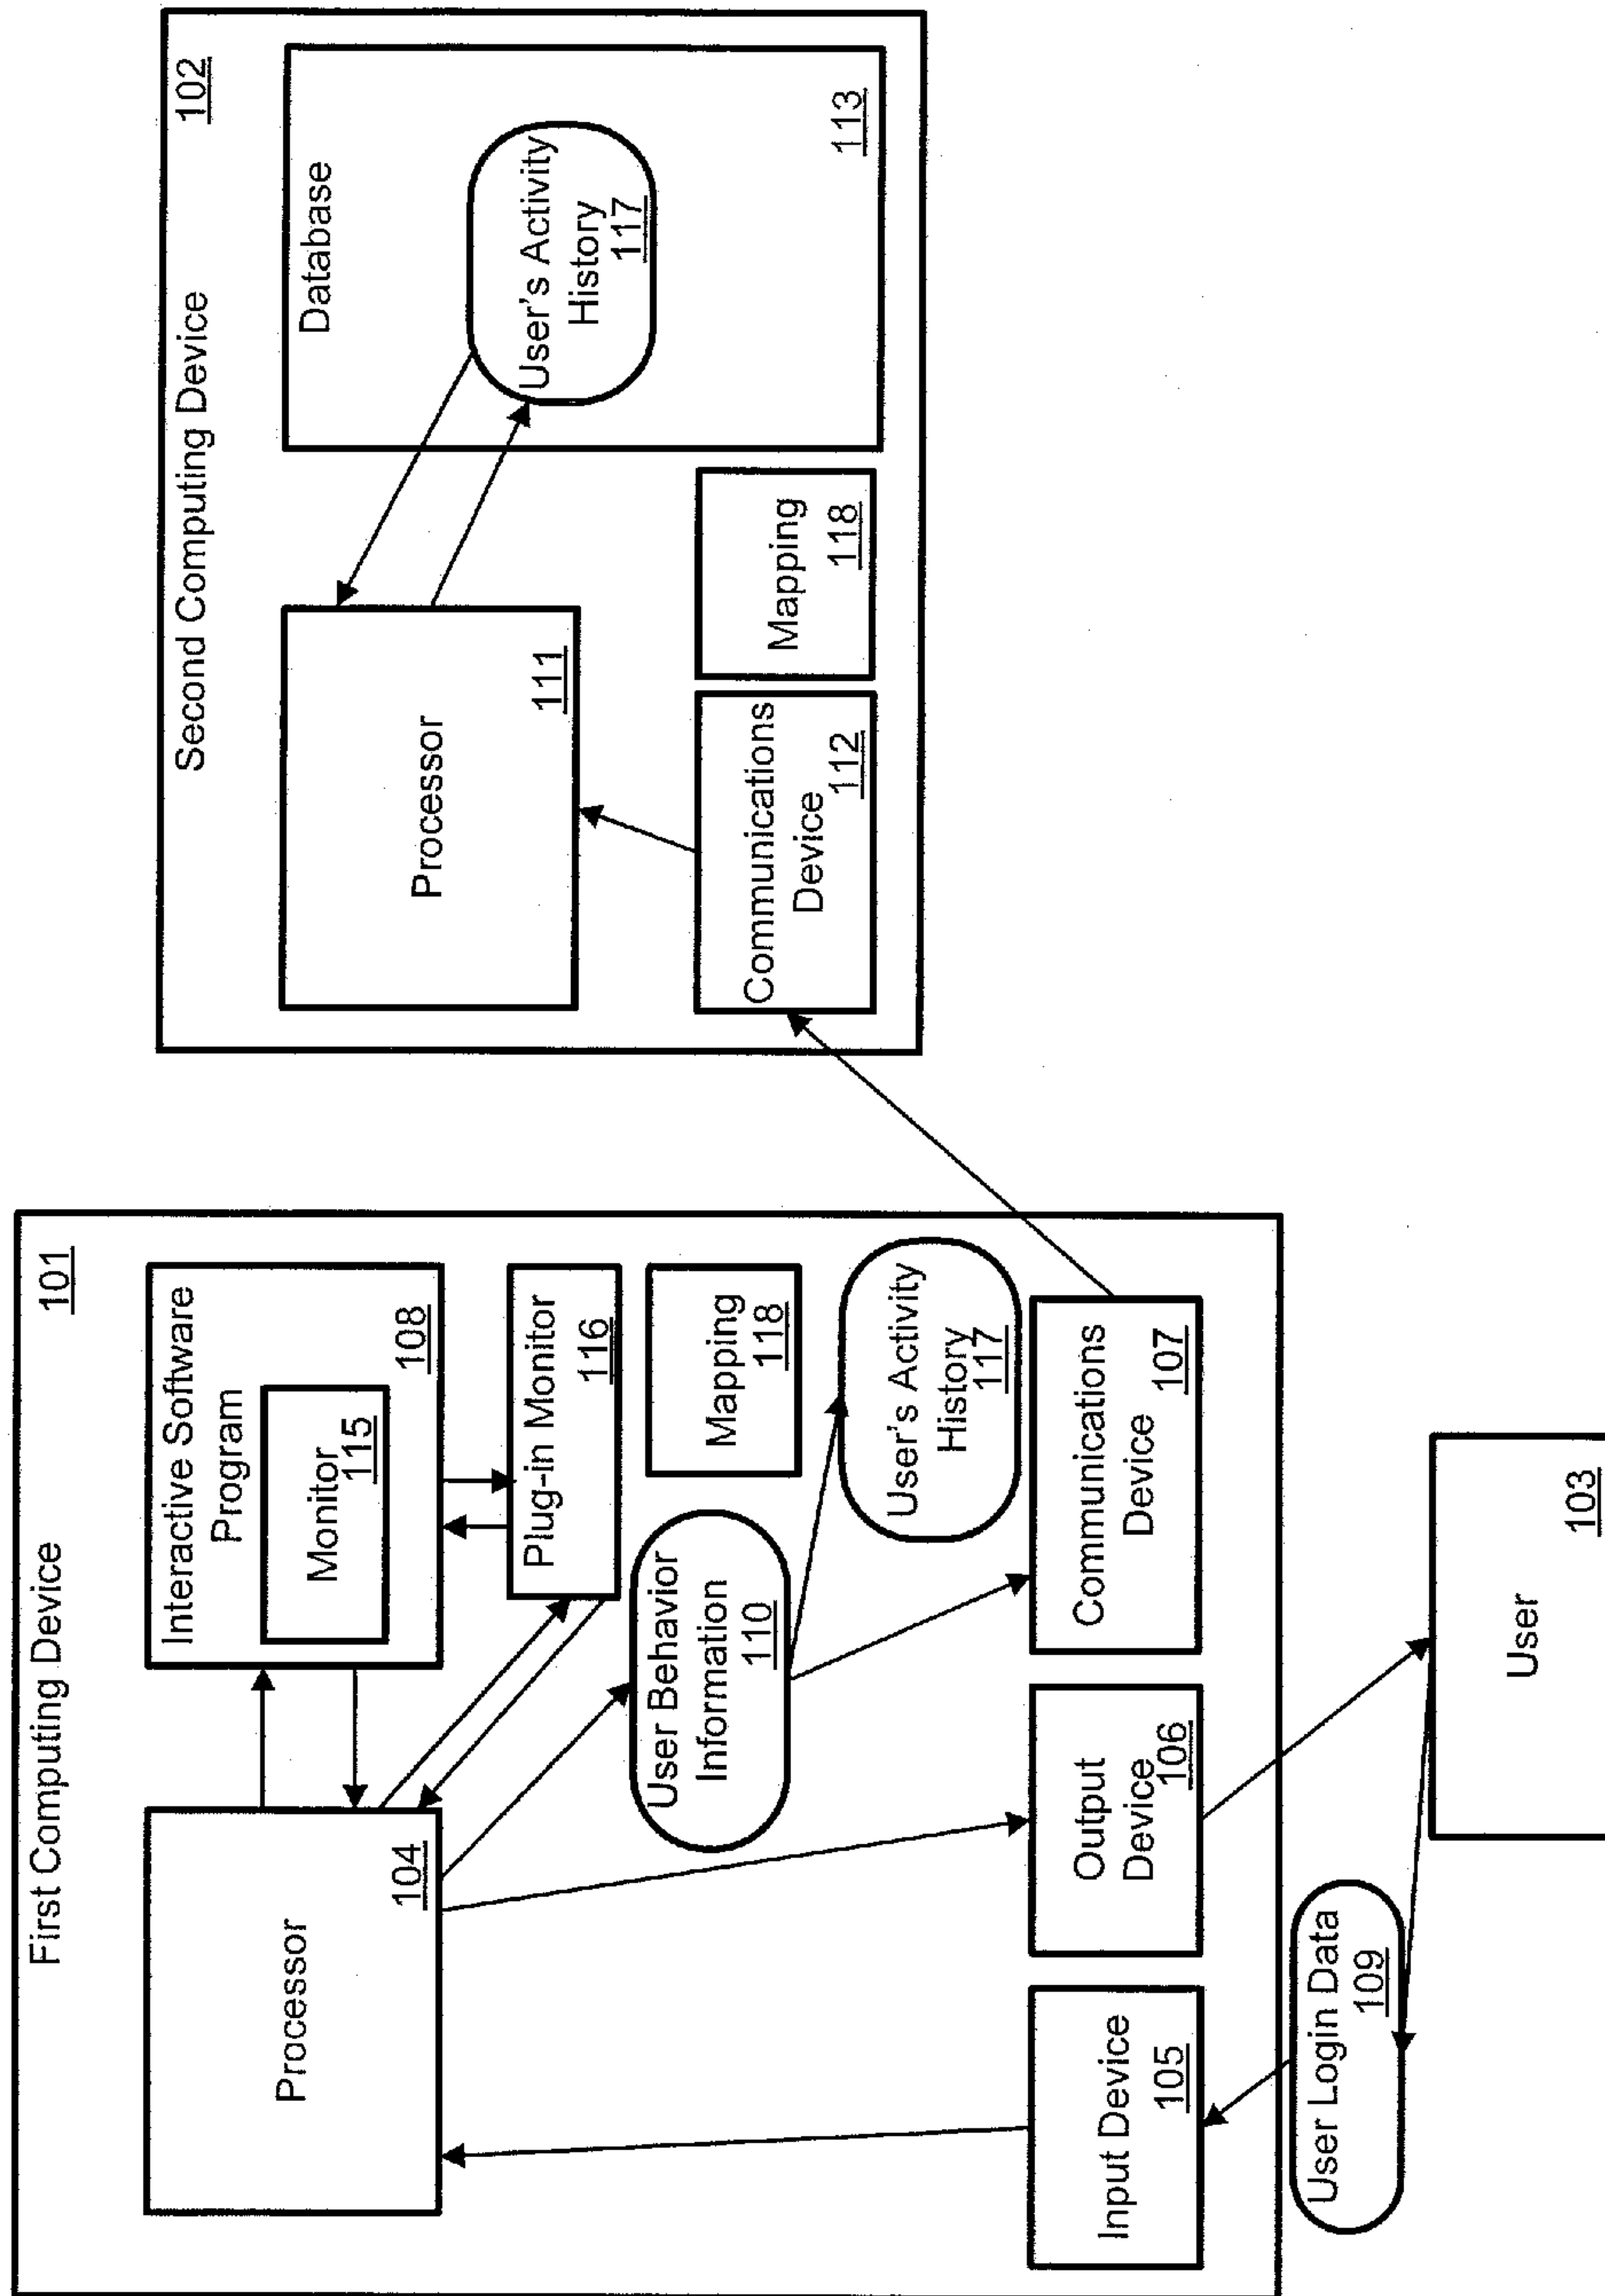 First Computing Device
101
Processor
104
Interactive Software
Program
108
Monitor
115
Plug-in Monitor
116
User Behavior
Information
110
Mapping
118
User's Activity
History
117
Input Device
105
Output
Device
106
Communications
Device
107
User Login Data
109
User
103
Second Computing Device
102
Processor
111
Database
User's Activity
History
117
113
Communications
Device
112
Mapping
118